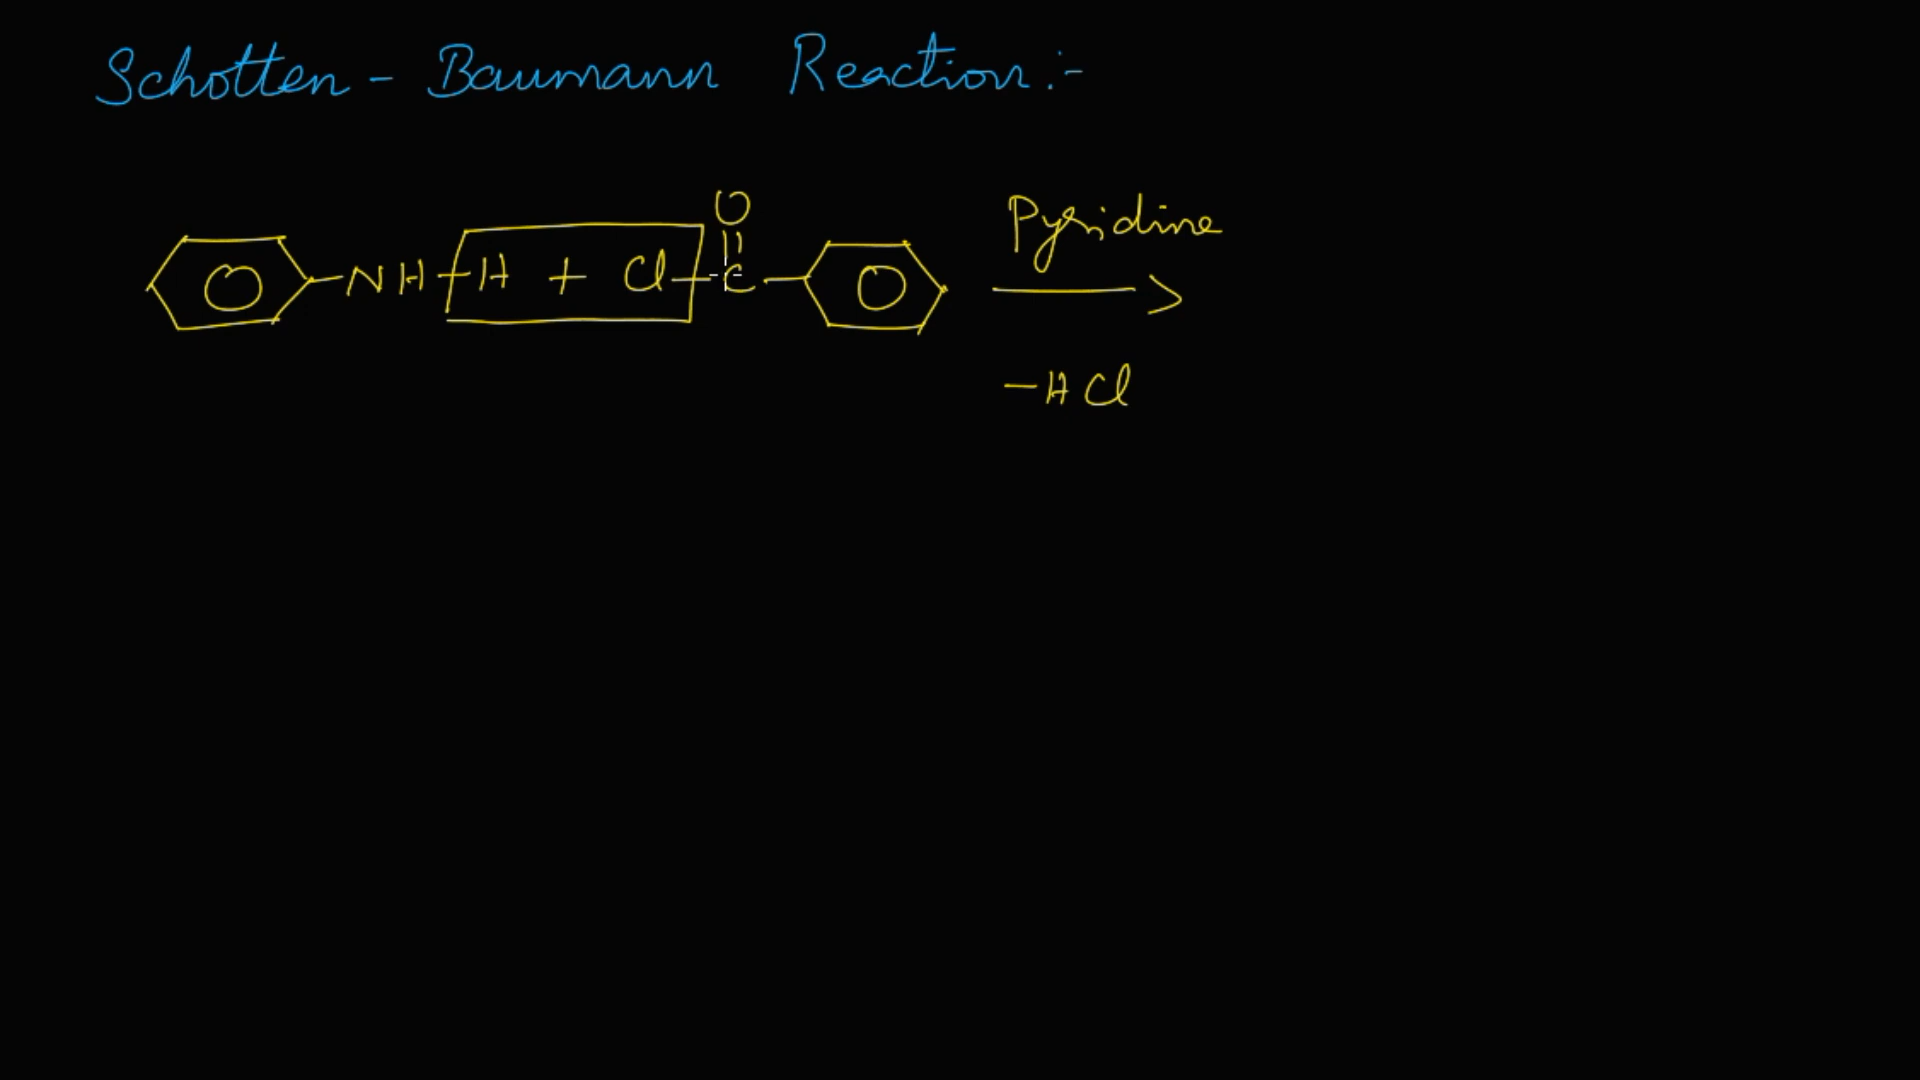 Schotten - Baumann Reaction :-
O
NH - H + Cl - C - Pyridine
- HCl